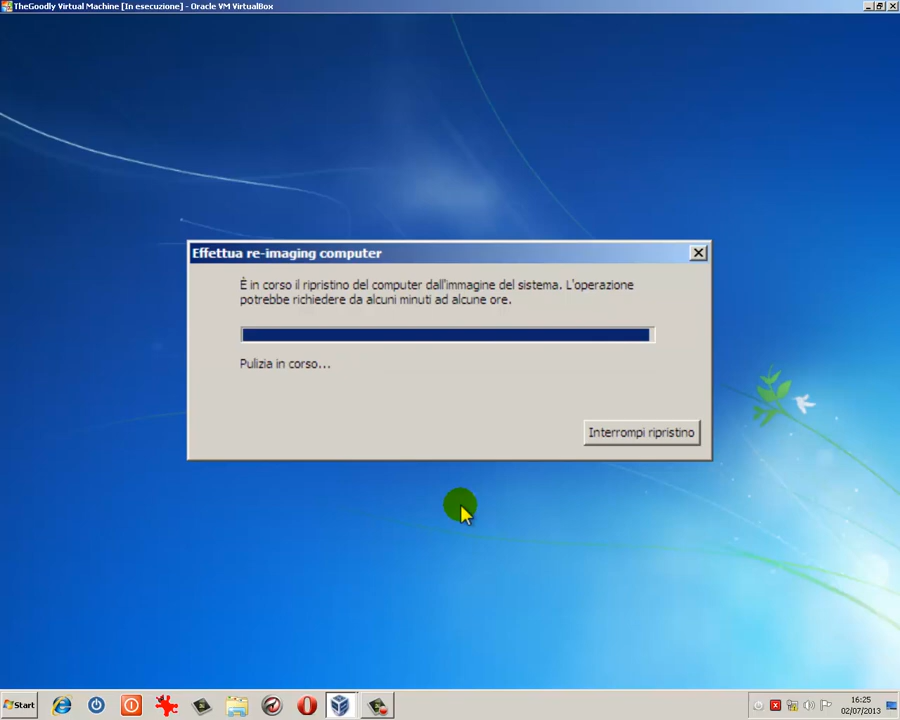 TheGoodly Virtual Machine [In esecuzione] - Oracle VM VirtualBox
Effettua re-imaging computer
È in corso il ripristino del computer dall'immagine del sistema. L'operazione
potrebbe richiedere da alcuni minuti ad alcune ore.
Pulizia in corso...
Interrompi ripristino
Start
16:25
02/07/2013